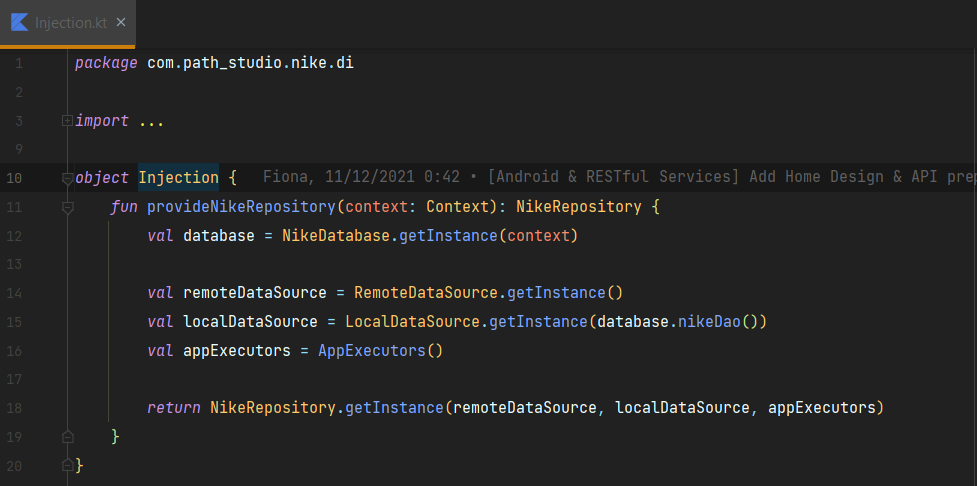 Injection.kt
1 package com.path_studio.nike.di
2
3 import ...
9
10 object Injection { Fiona, 11/12/2021 0:42 • [Android & RESTful Services] Add Home Design & API prep
11 fun provideNikeRepository(context: Context): NikeRepository {
12 val database = NikeDatabase.getInstance(context)
13
14 val remoteDataSource = RemoteDataSource.getInstance()
15 val localDataSource = LocalDataSource.getInstance(database.nikeDao())
16 val appExecutors = AppExecutors()
17
18 return NikeRepository.getInstance(remoteDataSource, localDataSource, appExecutors)
19 }
20 }